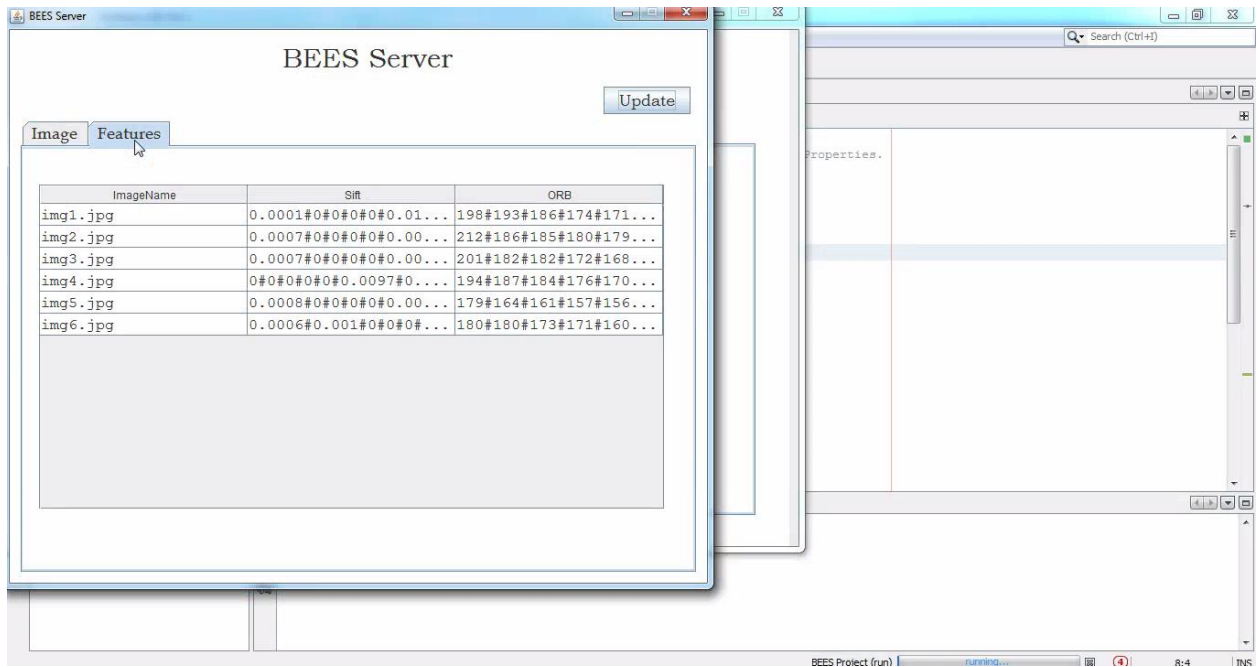 BEES Server
Search (Ctrl+I)
BEES Server
Update
Image Features
Properties.
ImageName Sift ORB
img1.jpg 0.0001#0#0#0#0#0.01... 198#193#186#174#171...
img2.jpg 0.0007#0#0#0#0#0.00... 212#186#185#180#179...
img3.jpg 0.0007#0#0#0#0#0.00... 201#182#182#172#168...
img4.jpg 0#0#0#0#0#0.0097#0.... 194#187#184#176#170...
img5.jpg 0.0008#0#0#0#0#0.00... 179#164#161#157#156...
img6.jpg 0.0006#0.001#0#0#0#... 180#180#173#171#160...
BEES Project (run) running... 4 8:4 INS